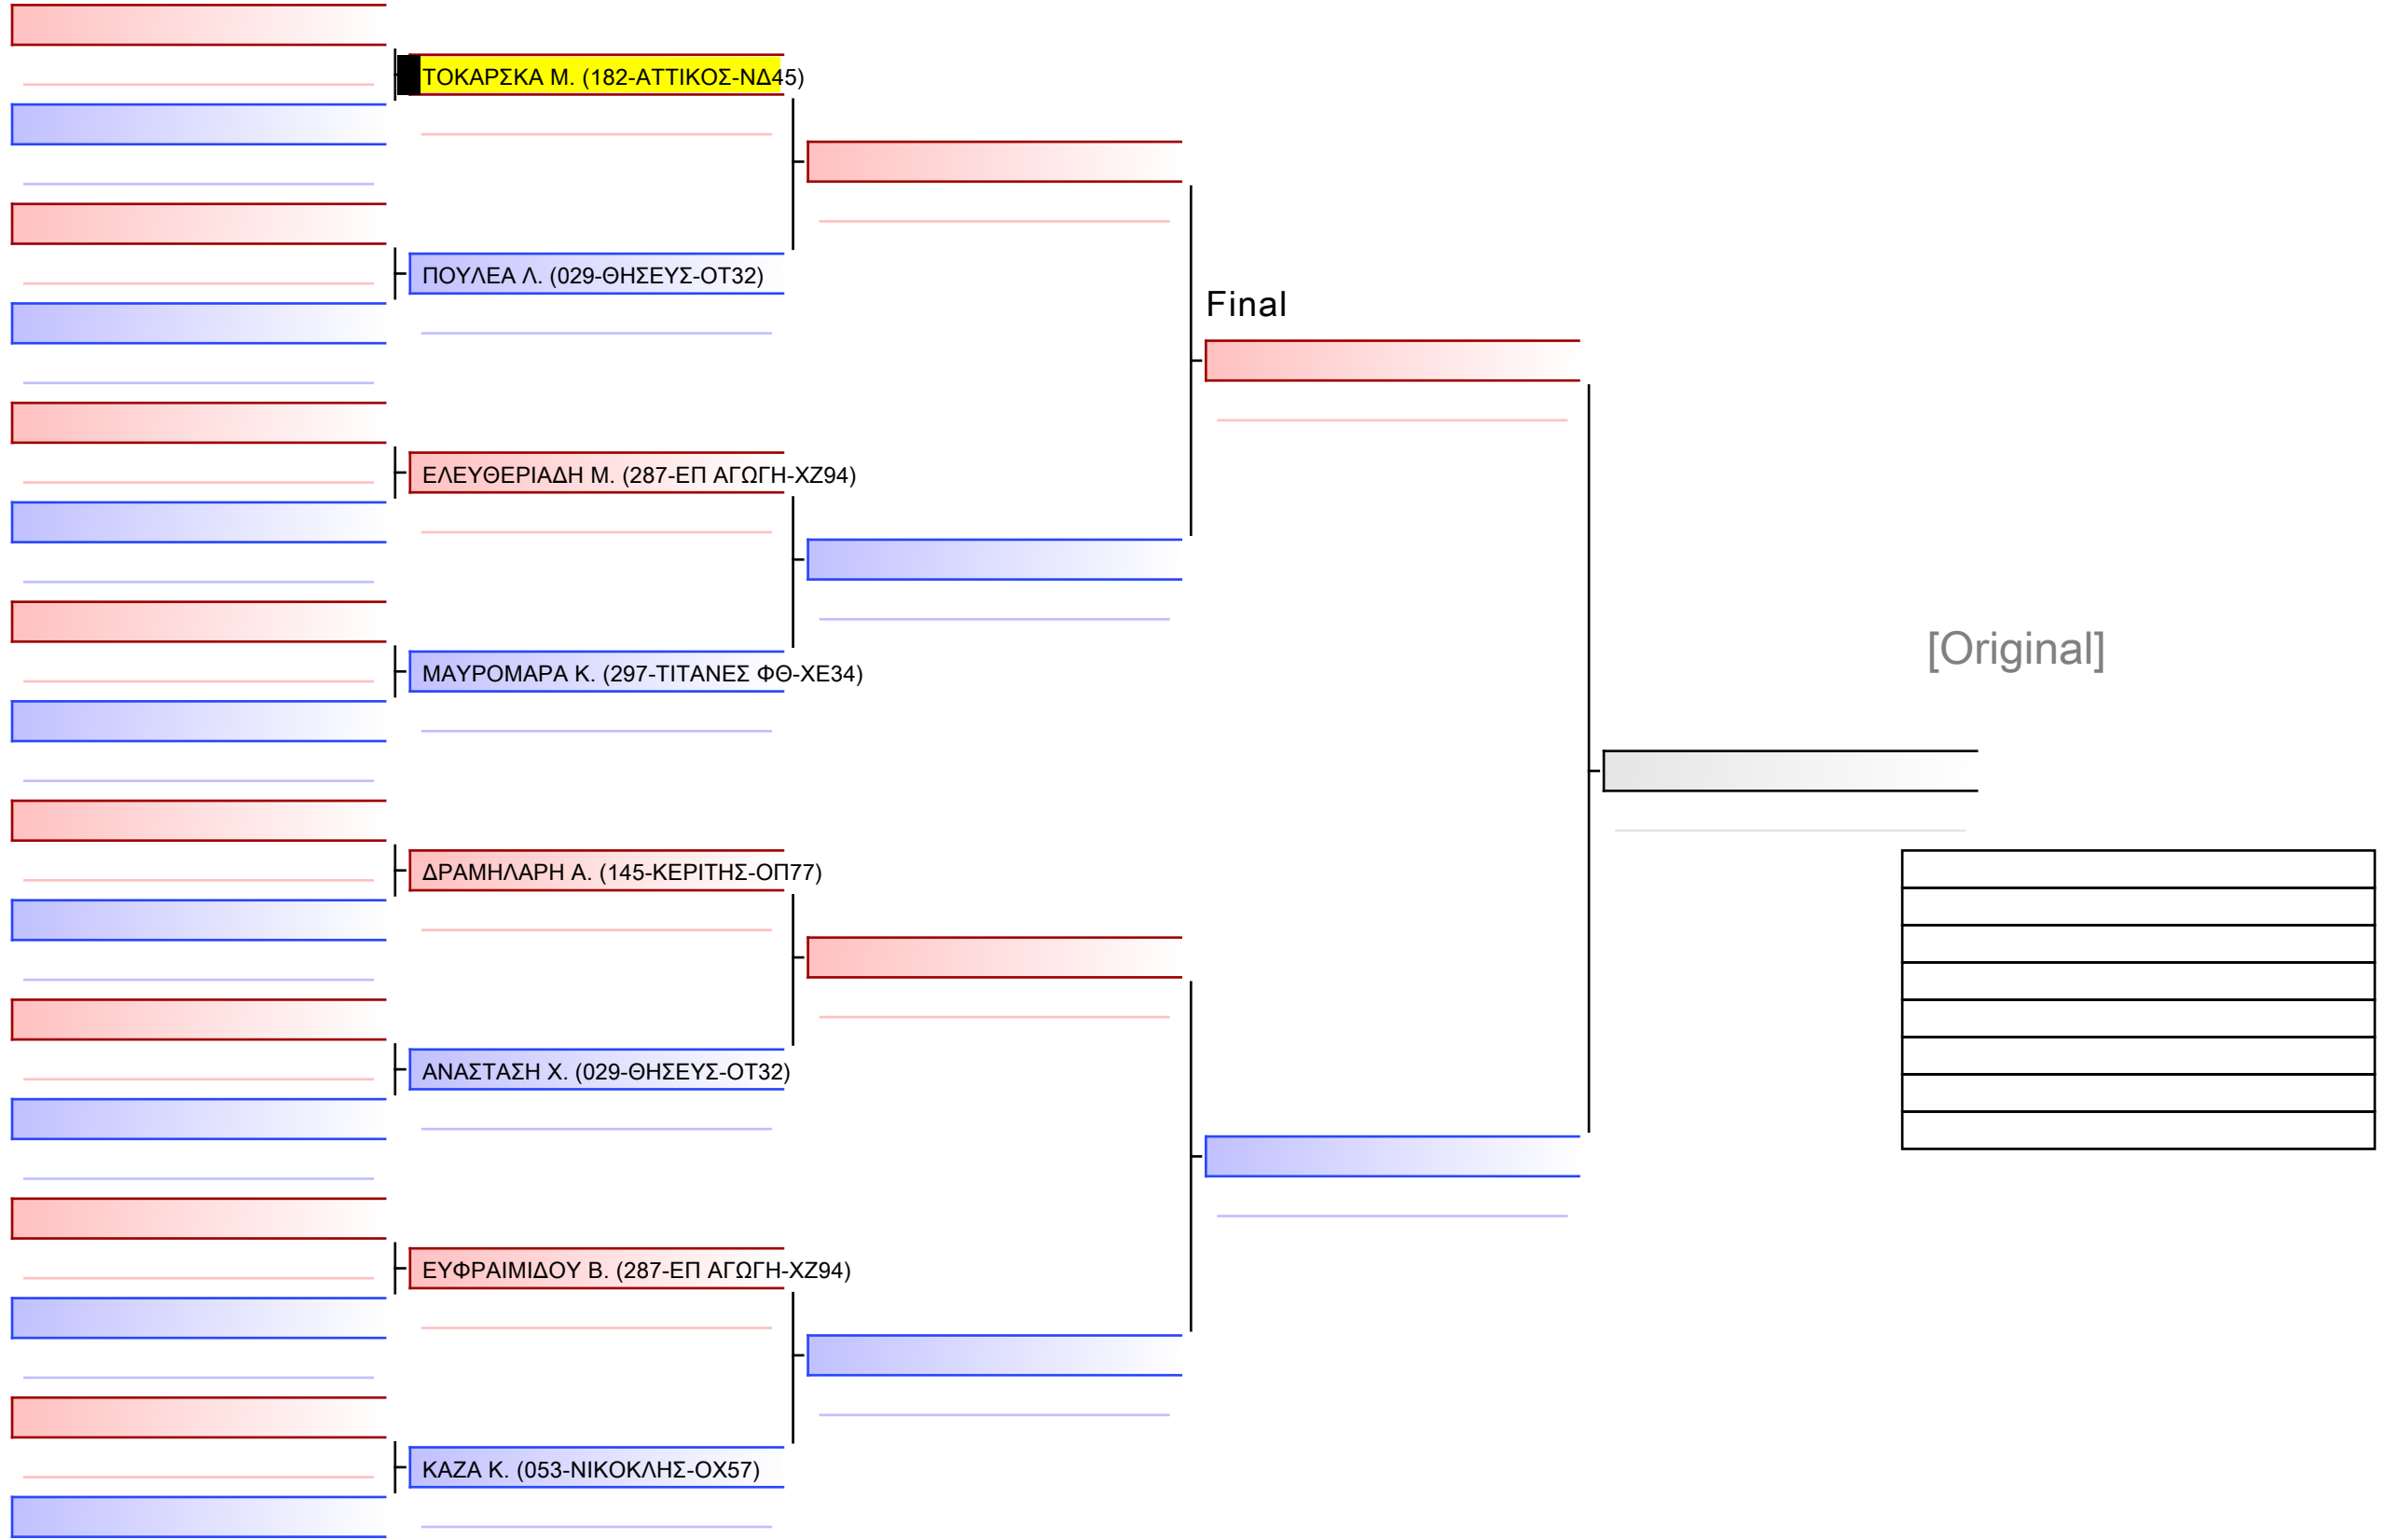 ΤΟΚΑΡΣΚΑ Μ. (182-ΑΤΤΙΚΟΣ-ΝΔ45)
ΠΟΥΛΕΑ Λ. (029-ΘΗΣΕΥΣ-ΟΤ32)
Final
ΕΛΕΥΘΕΡΙΑΔΗ Μ. (287-ΕΠ ΑΓΩΓΗ-ΧΖ94)
[Original]
ΜΑΥΡΟΜΑΡΑ Κ. (297-ΤΙΤΑΝΕΣ ΦΘ-ΧΕ34)
ΔΡΑΜΗΛΑΡΗ Α. (145-ΚΕΡΙΤΗΣ-ΟΠ77)
ΑΝΑΣΤΑΣΗ Χ. (029-ΘΗΣΕΥΣ-ΟΤ32)
ΕΥΦΡΑΙΜΙΔΟΥ Β. (287-ΕΠ ΑΓΩΓΗ-ΧΖ94)
ΚΑΖΑ Κ. (053-ΝΙΚΟΚΛΗΣ-ΟΧ57)